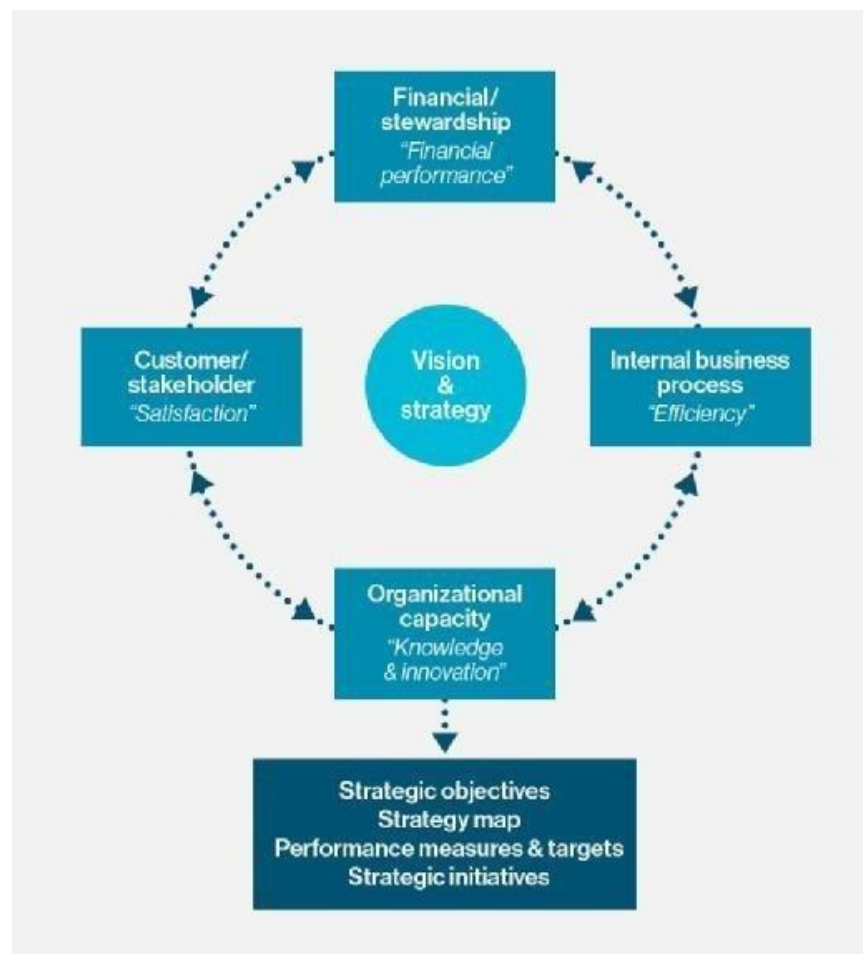 Financial/
stewardship
“Financial
performance”
Customer/
stakeholder
“Satisfaction”
Vision
&
strategy
Internal business
process
“Efficiency”
Organizational
capacity
“Knowledge
& innovation”
Strategic objectives
Strategy map
Performance measures & targets
Strategic initiatives